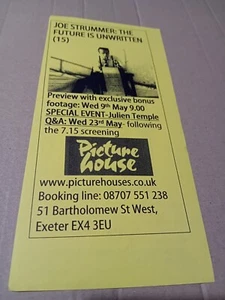 JOE STRUMMER: THE
FUTURE IS UNWRITTEN
(15)
Preview with exclusive bonus
footage: Wed 9th May 9.00
SPECIAL EVENT-Julien Temple
Q&A: Wed 23rd May- following
the 7.15 screening
Picture
house
www.picturehouses.co.uk
Booking line: 08707 551 238
51 Bartholomew St West,
Exeter EX4 3EU